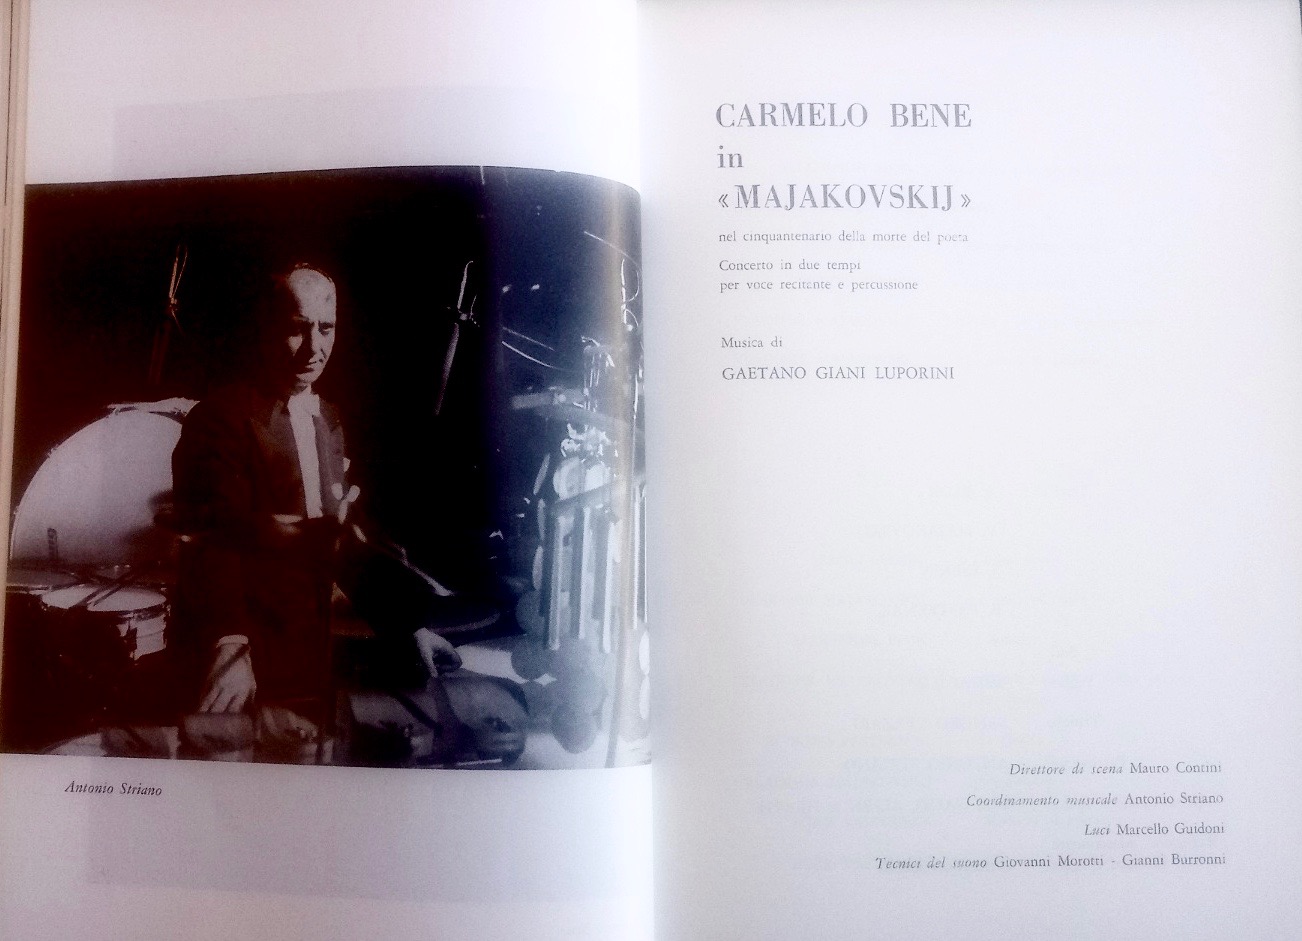 Antonio Striano
CARMELO BENE
in
«MAJAKOVSKIJ»
nel cinquantenario della morte del poeta
Concerto in due tempi
per voce recitante e percussione
Musica di
GAETANO GIANI LUPORINI
Direttore di scena Mauro Contini
Coordinamento musicale Antonio Striano
Luci Marcello Guidoni
Tecnici del suono Giovanni Morotti - Gianni Burronni